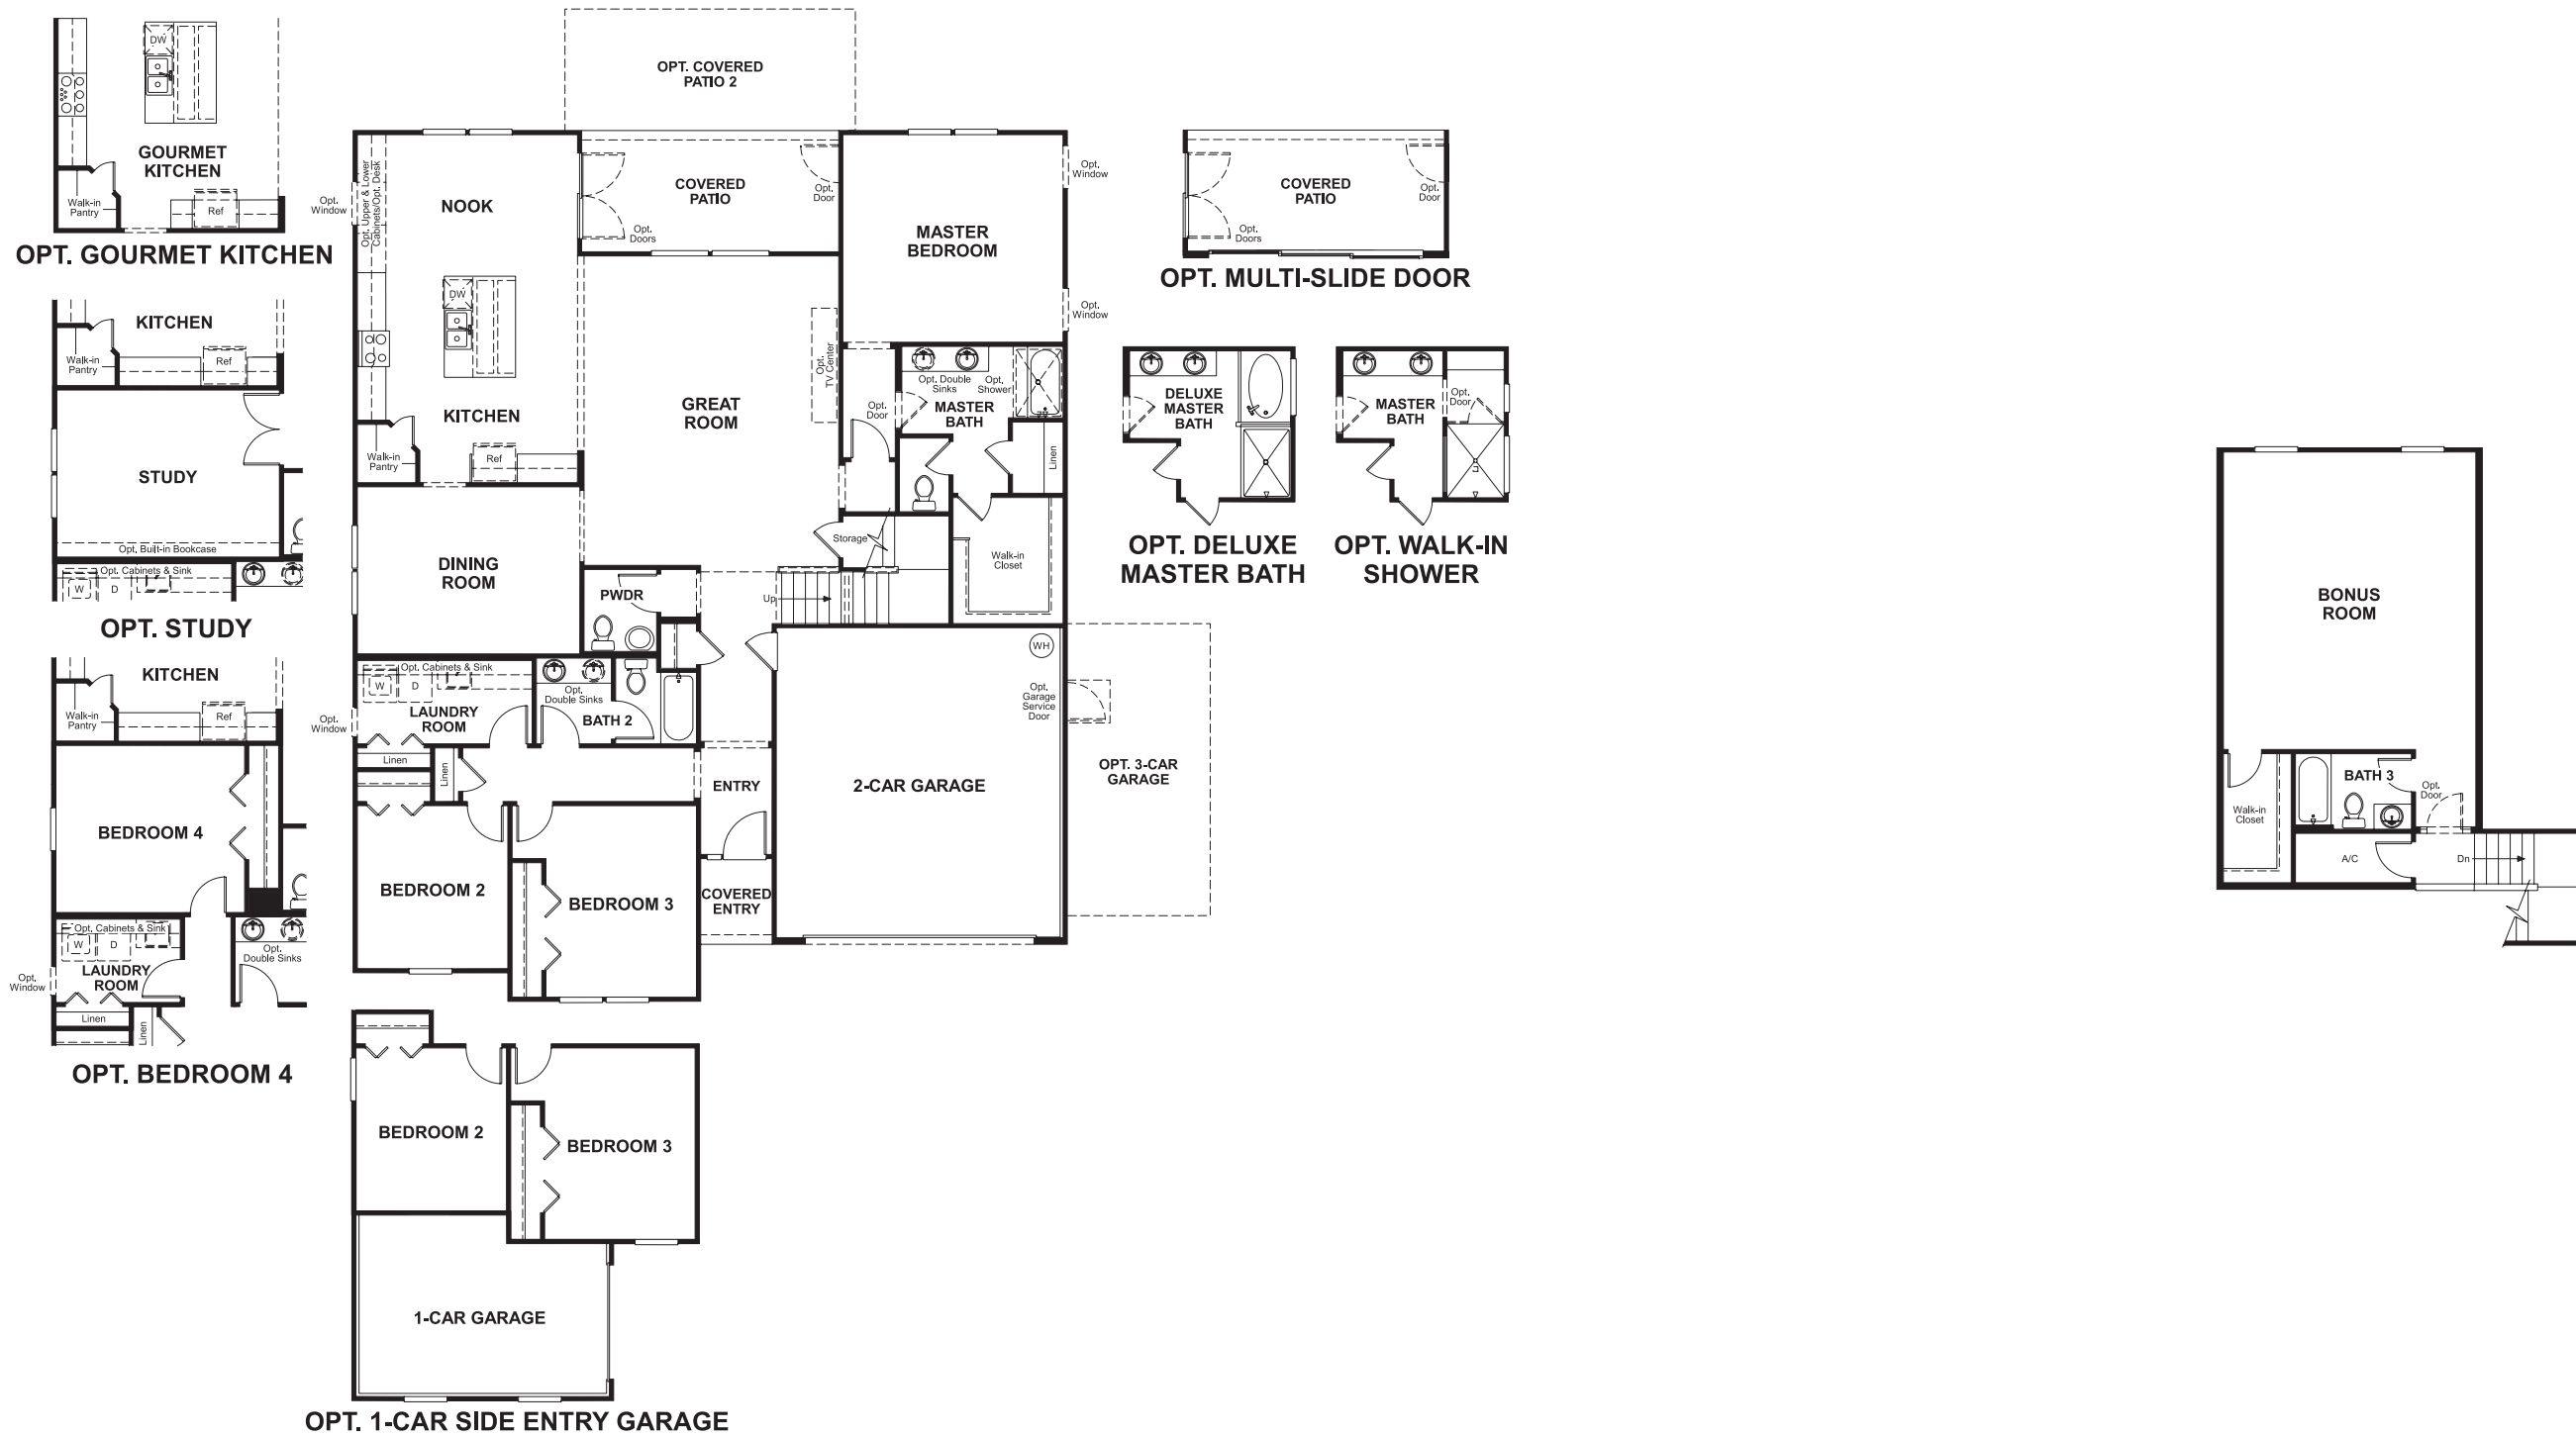 DW
GOURMET
KITCHEN
Walk-in
Pantry
Ref
OPT. GOURMET KITCHEN
KITCHEN
Walk-in
Pantry
Ref
STUDY
Opt. Built-in Bookcase
Opt. Cabinets & Sink
W
D
OPT. STUDY
KITCHEN
Walk-in
Pantry
Ref
BEDROOM 4
Opt. Cabinets & Sink
W
D
LAUNDRY
ROOM
Opt.
Double Sinks
Opt.
Window
Linen
Linen
OPT. BEDROOM 4
OPT. COVERED
PATIO 2
Opt. Upper & Lower
Cabinets/Opt. Desk
Opt.
Window
NOOK
COVERED
PATIO
Opt.
Doors
Opt.
Door
MASTER
BEDROOM
Opt.
Window
Opt.
Window
DW
KITCHEN
Walk-in
Pantry
Ref
GREAT
ROOM
Opt.
TV Center
Opt.
Door
Opt. Double
Sinks
Opt.
Shower
MASTER
BATH
Linen
Storage
Walk-in
Closet
DINING
ROOM
PWDR
Up
WH
Opt. Cabinets & Sink
W
D
LAUNDRY
ROOM
Opt.
Window
Opt.
Double Sinks
BATH 2
Opt.
Garage
Service
Door
Linen
Linen
ENTRY
2-CAR GARAGE
OPT. 3-CAR
GARAGE
BEDROOM 2
BEDROOM 3
COVERED
ENTRY
BEDROOM 2
BEDROOM 3
1-CAR GARAGE
OPT. 1-CAR SIDE ENTRY GARAGE
COVERED
PATIO
Opt.
Doors
Opt.
Door
OPT. MULTI-SLIDE DOOR
DELUXE
MASTER
BATH
OPT. DELUXE
MASTER BATH
MASTER
BATH
Opt.
Door
OPT. WALK-IN
SHOWER
BONUS
ROOM
BATH 3
Opt.
Door
Walk-in
Closet
A/C
Dn